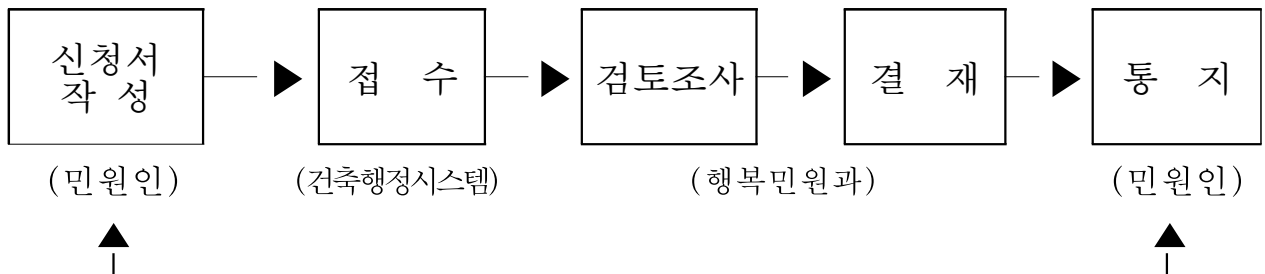 신청서
작 성
접 수
검토조사
결 재
통 지
(민원인)
(건축행정시스템)
(행복민원과)
(민원인)